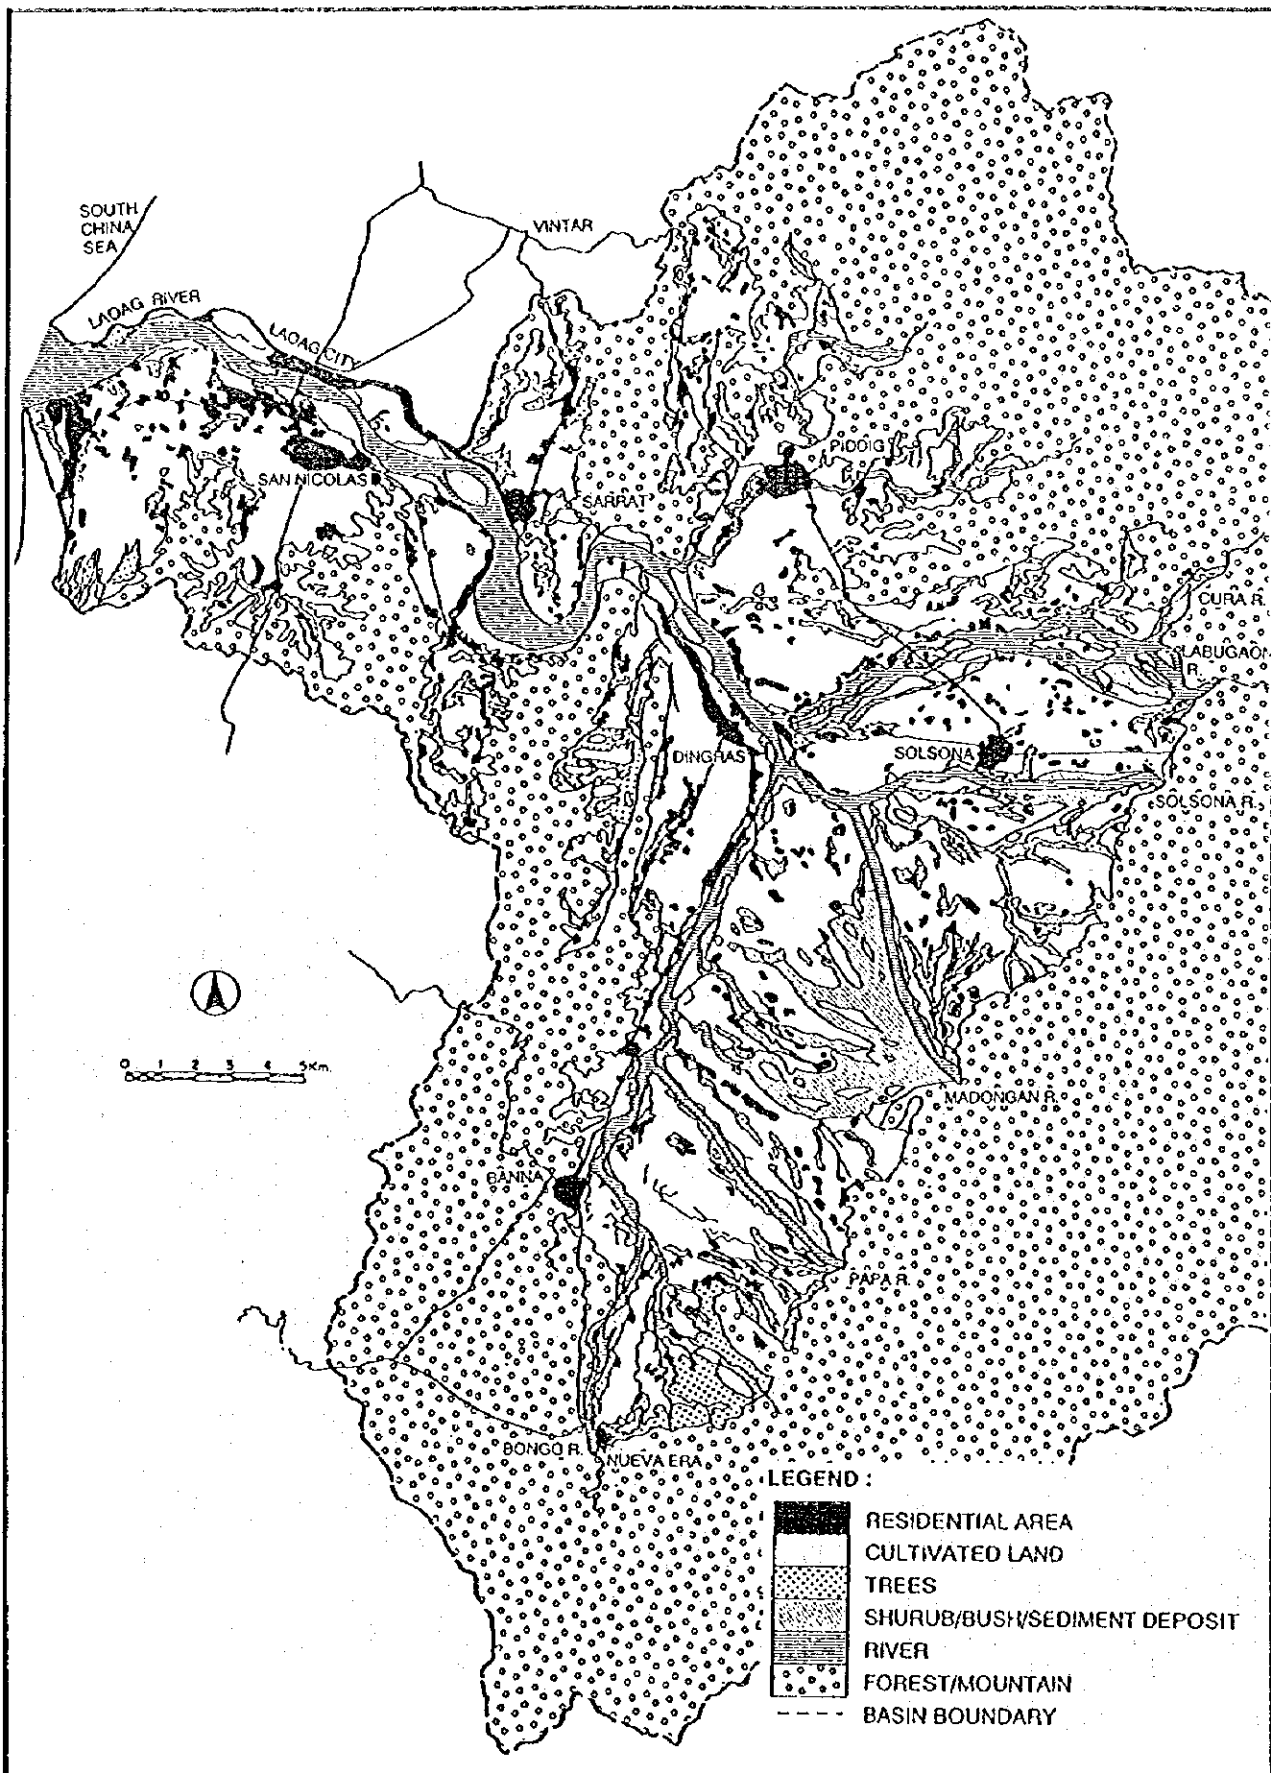 SOUTH
CHINA
SEA
VINTAR
LAOAG RIVER
LAOAG CITY
PIDDIG
SAN NICOLAS
SARRAT
CURA R.
LABUGAON
R.
DINGRAS
SOLSONA
SOLSONA R.
0 1 2 3 4 5Km.
MADONGAN R.
BANNA
PAPA R.
BONGO R.
NUEVA ERA
LEGEND :
RESIDENTIAL AREA
CULTIVATED LAND
TREES
SHURUB/BUSH/SEDIMENT DEPOSIT
RIVER
FOREST/MOUNTAIN
BASIN BOUNDARY